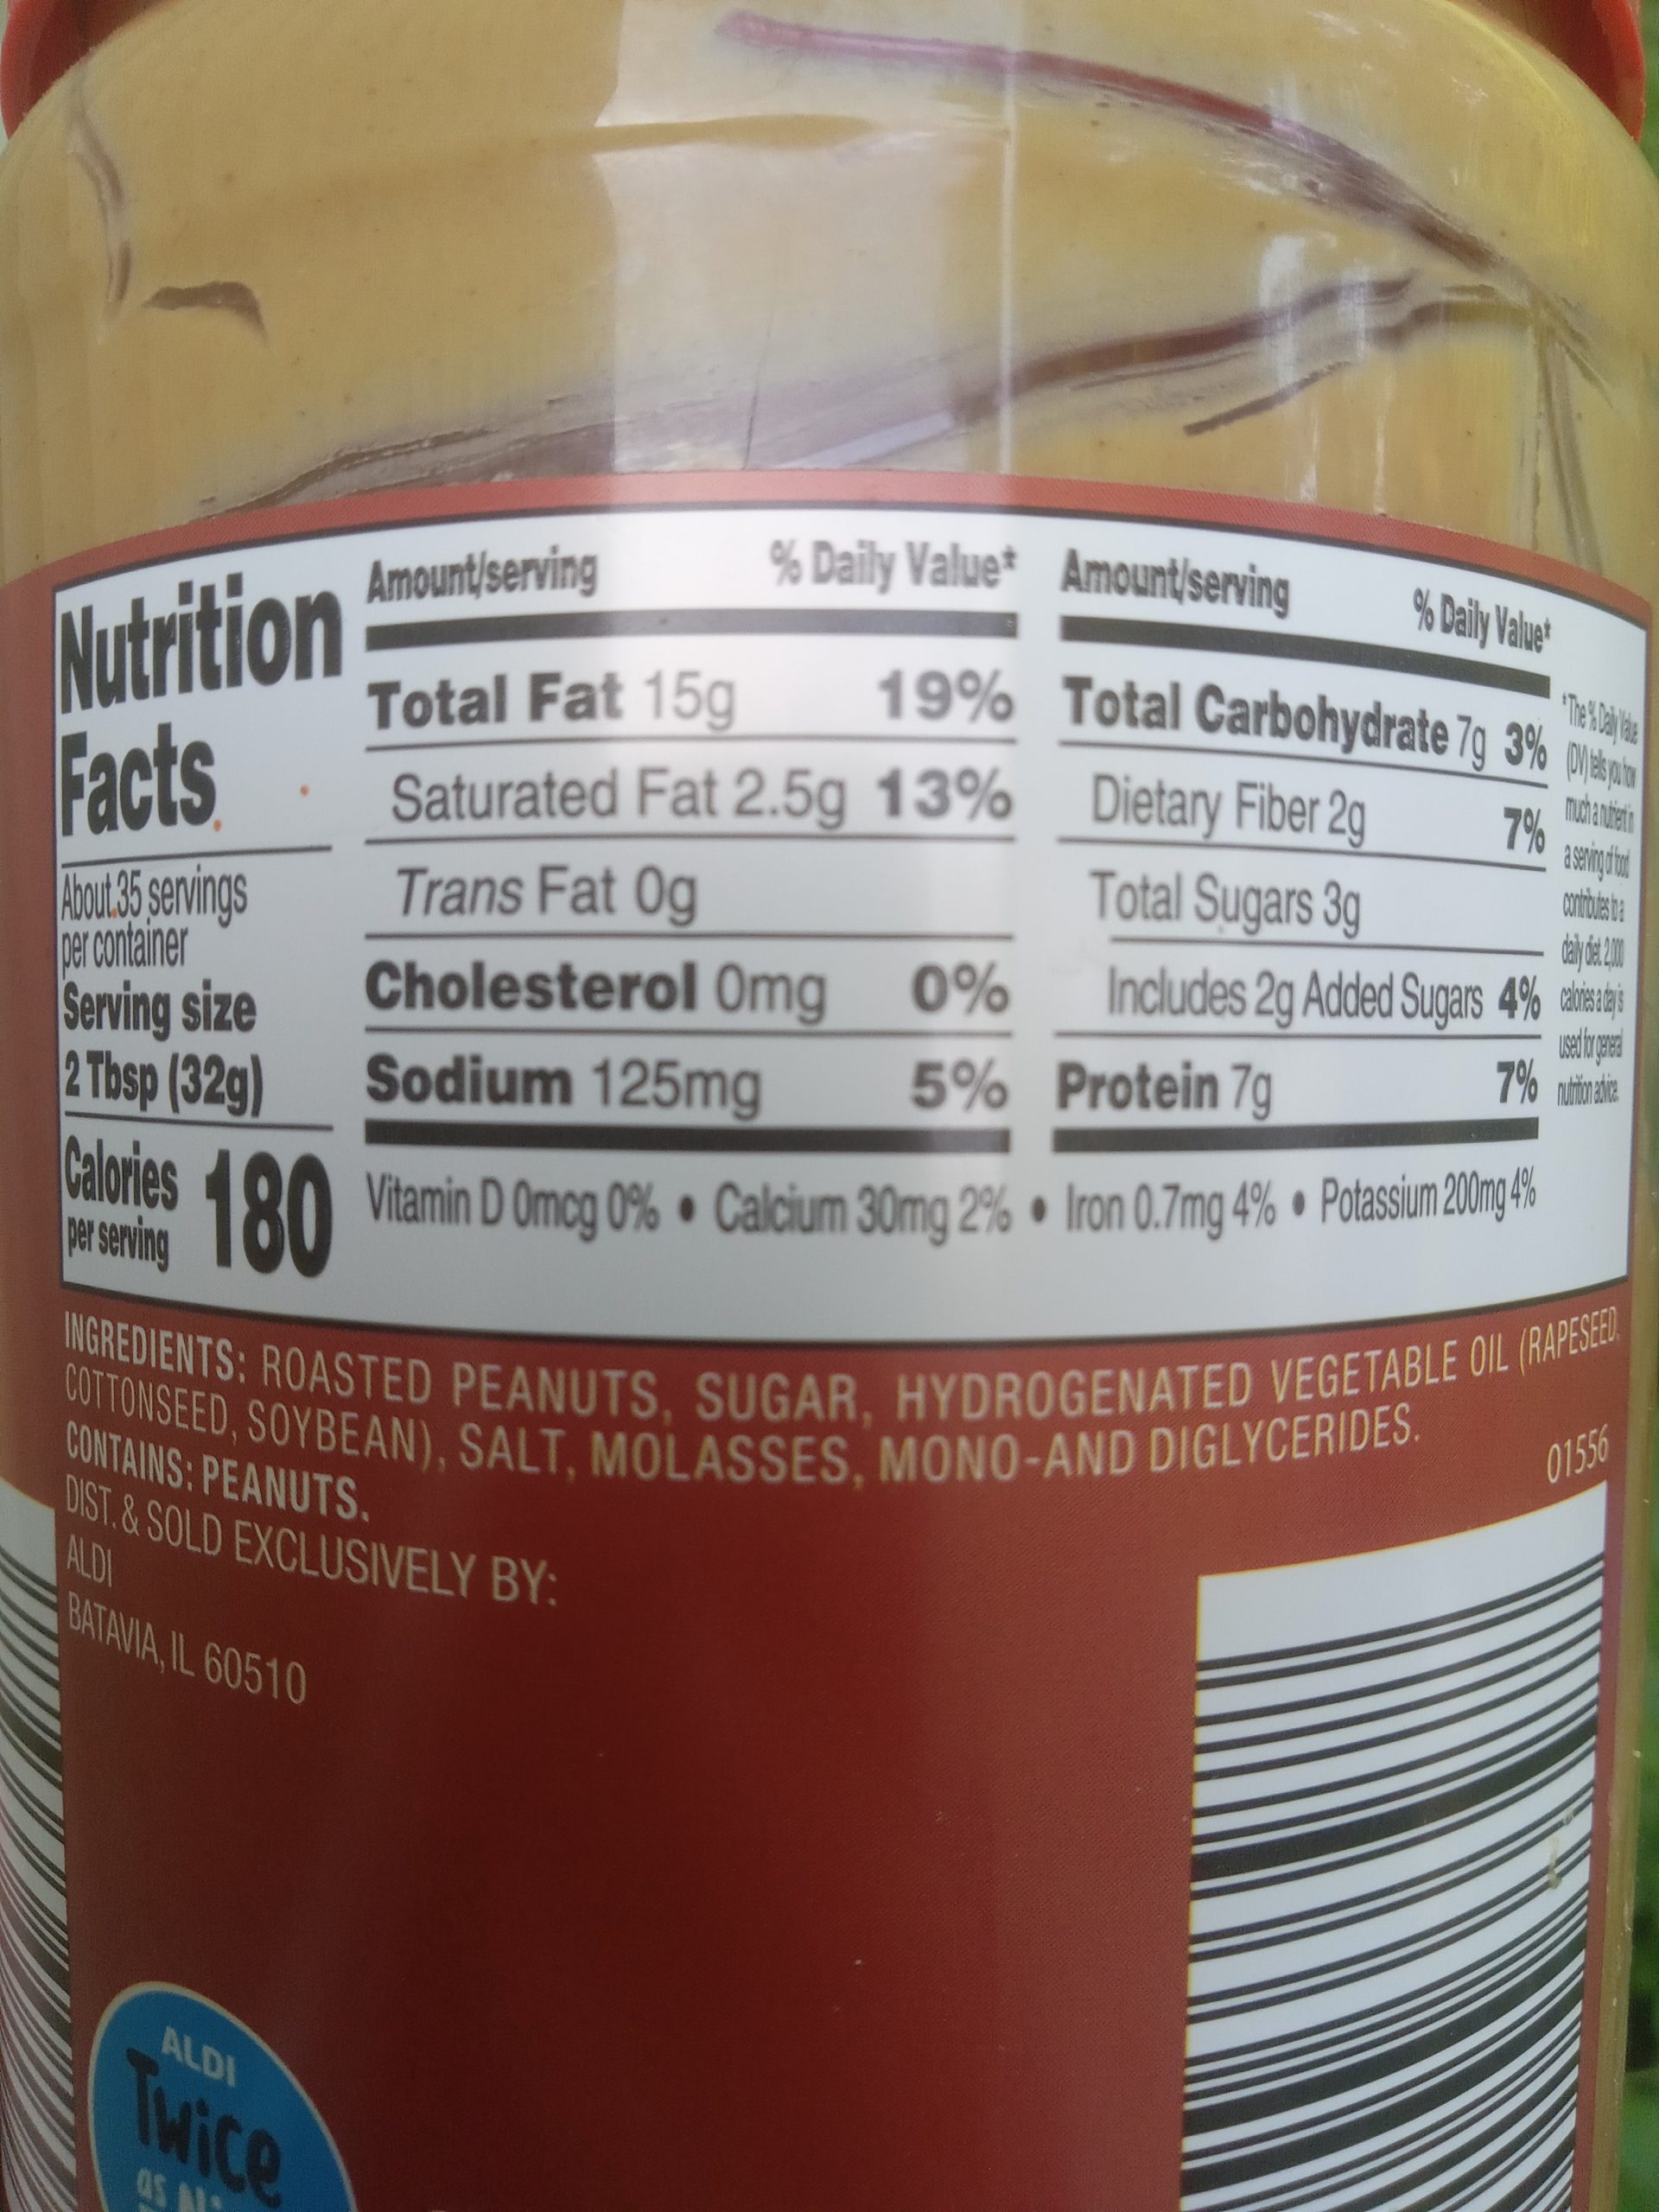 Nutrition
Facts
About 35 servings
per container
Serving size
2 Tbsp (32g)
Calories 180
per serving
Amount/serving % Daily Value*
Total Fat 15g 19%
Saturated Fat 2.5g 13%
Trans Fat 0g
Cholesterol 0mg 0%
Sodium 125mg 5%
Amount/serving % Daily Value*
Total Carbohydrate 7g 3%
Dietary Fiber 2g 7%
Total Sugars 3g
Includes 2g Added Sugars 4%
Protein 7g 7%
Vitamin D 0mcg 0% • Calcium 30mg 2% • Iron 0.7mg 4% • Potassium 200mg 4%
*The % Daily Value
(DV) tells you how
much a nutrient in
a serving of food
contributes to a
daily diet. 2,000
calories a day is
used for general
nutrition advice.
INGREDIENTS: ROASTED PEANUTS, SUGAR, HYDROGENATED VEGETABLE OIL (RAPESEED,
COTTONSEED, SOYBEAN), SALT, MOLASSES, MONO-AND DIGLYCERIDES.
CONTAINS: PEANUTS.
01556
DIST. & SOLD EXCLUSIVELY BY:
ALDI
BATAVIA, IL 60510
ALDI
Twice
as